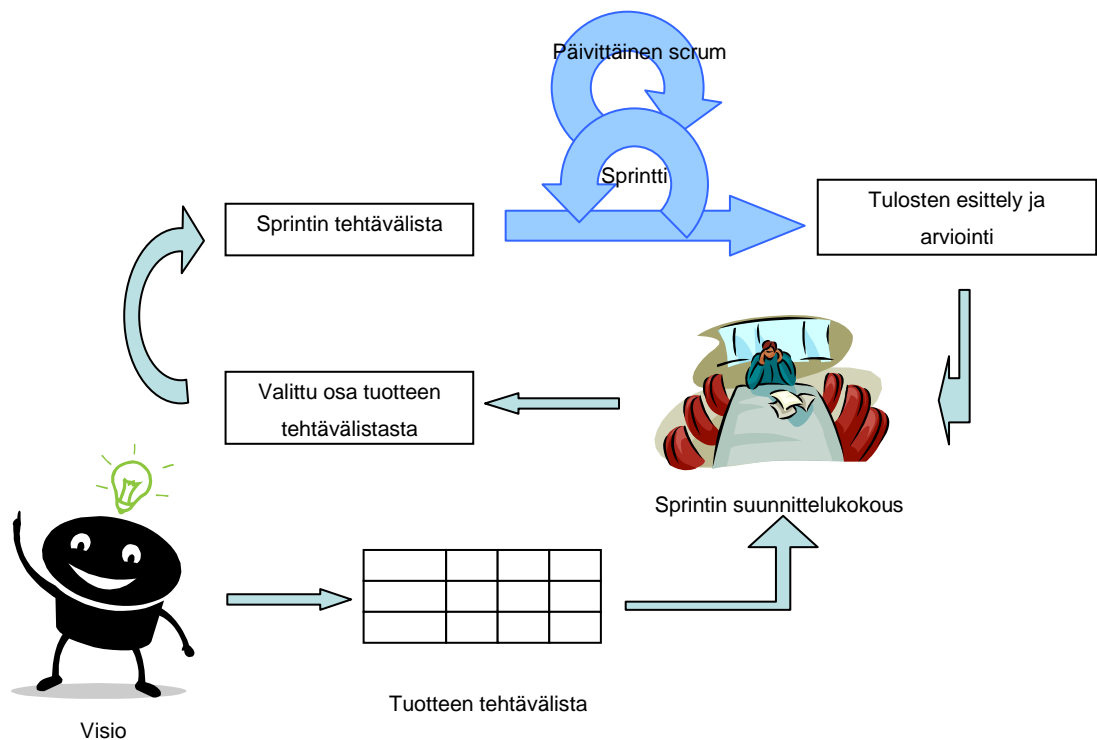 Päivittäinen scrum
Sprintti
Sprintin tehtävälista
Tulosten esittely ja
arviointi
Valittu osa tuotteen
tehtävälistasta
Sprintin suunnittelukokous
Tuotteen tehtävälista
Visio